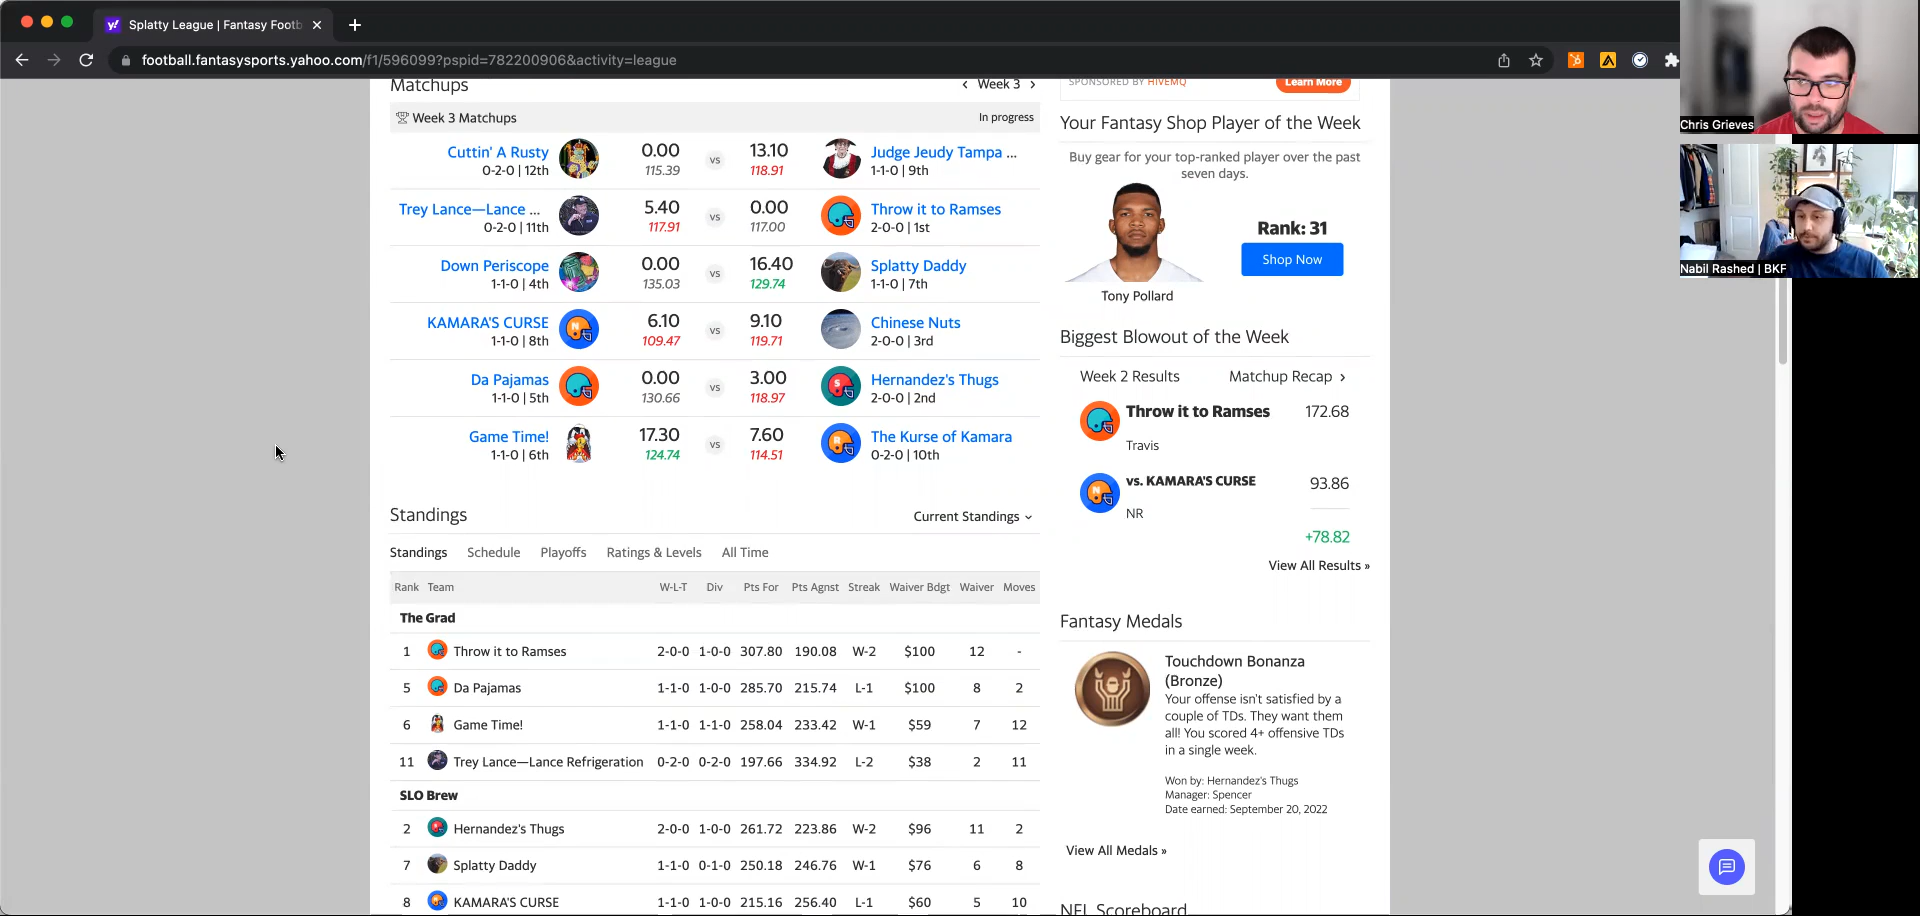 Splatty League | Fantasy Footb
football.fantasysports.yahoo.com/f1/596099?pspid=782200906&activity=league
Matchups
Week 3
Week 3 Matchups
In progress
Cuttin' A Rusty
0-2-0 | 12th
0.00
115.39
vs
13.10
118.91
Judge Jeudy Tampa ...
1-1-0 | 9th
Trey Lance—Lance ...
0-2-0 | 11th
5.40
117.91
vs
0.00
117.00
Throw it to Ramses
2-0-0 | 1st
Down Periscope
1-1-0 | 4th
0.00
135.03
vs
16.40
129.74
Splatty Daddy
1-1-0 | 7th
KAMARA'S CURSE
1-1-0 | 8th
6.10
109.47
vs
9.10
119.71
Chinese Nuts
2-0-0 | 3rd
Da Pajamas
1-1-0 | 5th
0.00
130.66
vs
3.00
118.97
Hernandez's Thugs
2-0-0 | 2nd
Game Time!
1-1-0 | 6th
17.30
124.74
vs
7.60
114.51
The Kurse of Kamara
0-2-0 | 10th
Standings
Current Standings
Standings Schedule Playoffs Ratings & Levels All Time
Rank Team W-L-T Div Pts For Pts Agnst Streak Waiver Bdgt Waiver Moves
The Grad
1 Throw it to Ramses 2-0-0 1-0-0 307.80 190.08 W-2 $100 12 -
5 Da Pajamas 1-1-0 1-0-0 285.70 215.74 L-1 $100 8 2
6 Game Time! 1-1-0 1-1-0 258.04 233.42 W-1 $59 7 12
11 Trey Lance—Lance Refrigeration 0-2-0 0-2-0 197.66 334.92 L-2 $38 2 11
SLO Brew
2 Hernandez's Thugs 2-0-0 1-0-0 261.72 223.86 W-2 $96 11 2
7 Splatty Daddy 1-1-0 0-1-0 250.18 246.76 W-1 $76 6 8
8 KAMARA'S CURSE 1-1-0 1-0-0 215.16 256.40 L-1 $60 5 10
SPONSORED BY HIVEMQ
Learn More
Your Fantasy Shop Player of the Week
Buy gear for your top-ranked player over the past
seven days.
Rank: 31
Shop Now
Tony Pollard
Biggest Blowout of the Week
Week 2 Results
Matchup Recap
Throw it to Ramses 172.68
Travis
vs. KAMARA'S CURSE 93.86
NR
+78.82
View All Results »
Fantasy Medals
Touchdown Bonanza
(Bronze)
Your offense isn't satisfied by a
couple of TDs. They want them
all! You scored 4+ offensive TDs
in a single week.
Won by: Hernandez's Thugs
Manager: Spencer
Date earned: September 20, 2022
View All Medals »
NFL Scoreboard
Chris Grieves
Nabil Rashed | BKF